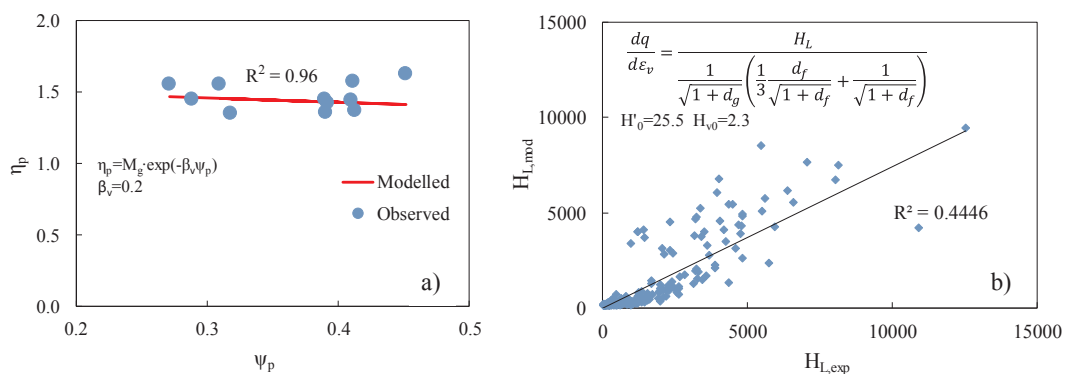 2.0
1.5
1.0
0.5
0.0
η_p
R² = 0.96
η_p=M_g·exp(-β_vψ_p)
β_v=0.2
Modelled
Observed
a)
0.2 0.3 0.4 0.5
ψ_p
15000
10000
5000
0
H_L,mod
dq/dε_v = H_L / (1/√(1 + d_g) (1/3 d_f/√(1 + d_f) + 1/√(1 + d_f)))
H'_0=25.5 H_v0=2.3
R² = 0.4446
b)
0 5000 10000 15000
H_L,exp